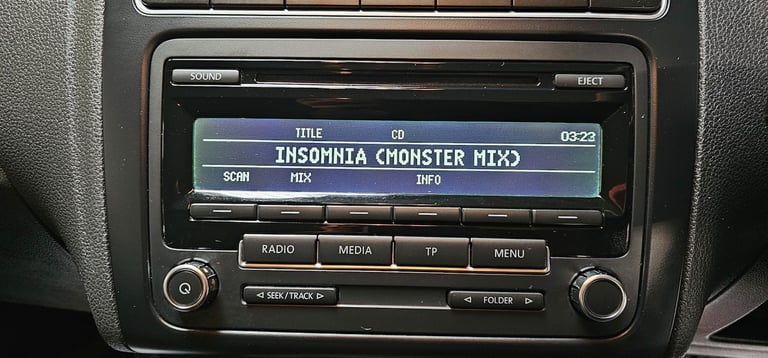 SOUND EJECT
TITLE CD 03:23
INSOMNIA (MONSTER MIX)
SCAN MIX INFO
RADIO MEDIA TP MENU
◁ SEEK/TRACK ▷ ◁ FOLDER ▷